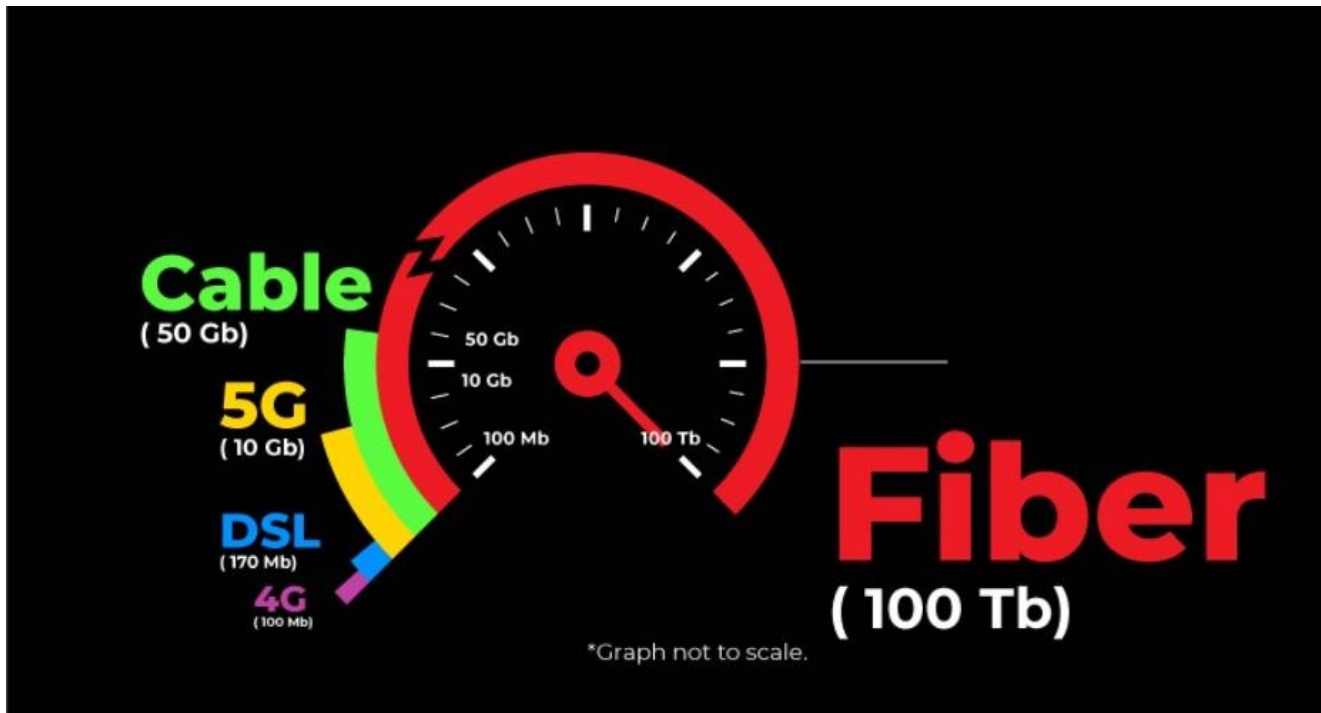 Cable
( 50 Gb)
5G
( 10 Gb)
DSL
( 170 Mb)
4G
( 100 Mb)
50 Gb
10 Gb
100 Mb
100 Tb
Fiber
( 100 Tb)
*Graph not to scale.